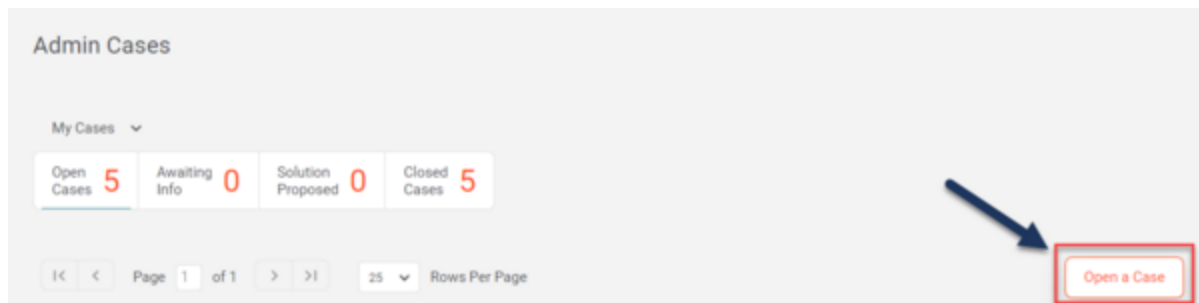 Admin Cases
My Cases
Open Cases 5 Awaiting Info 0 Solution Proposed 0 Closed Cases 5
Page 1 of 1 25 Rows Per Page Open a Case